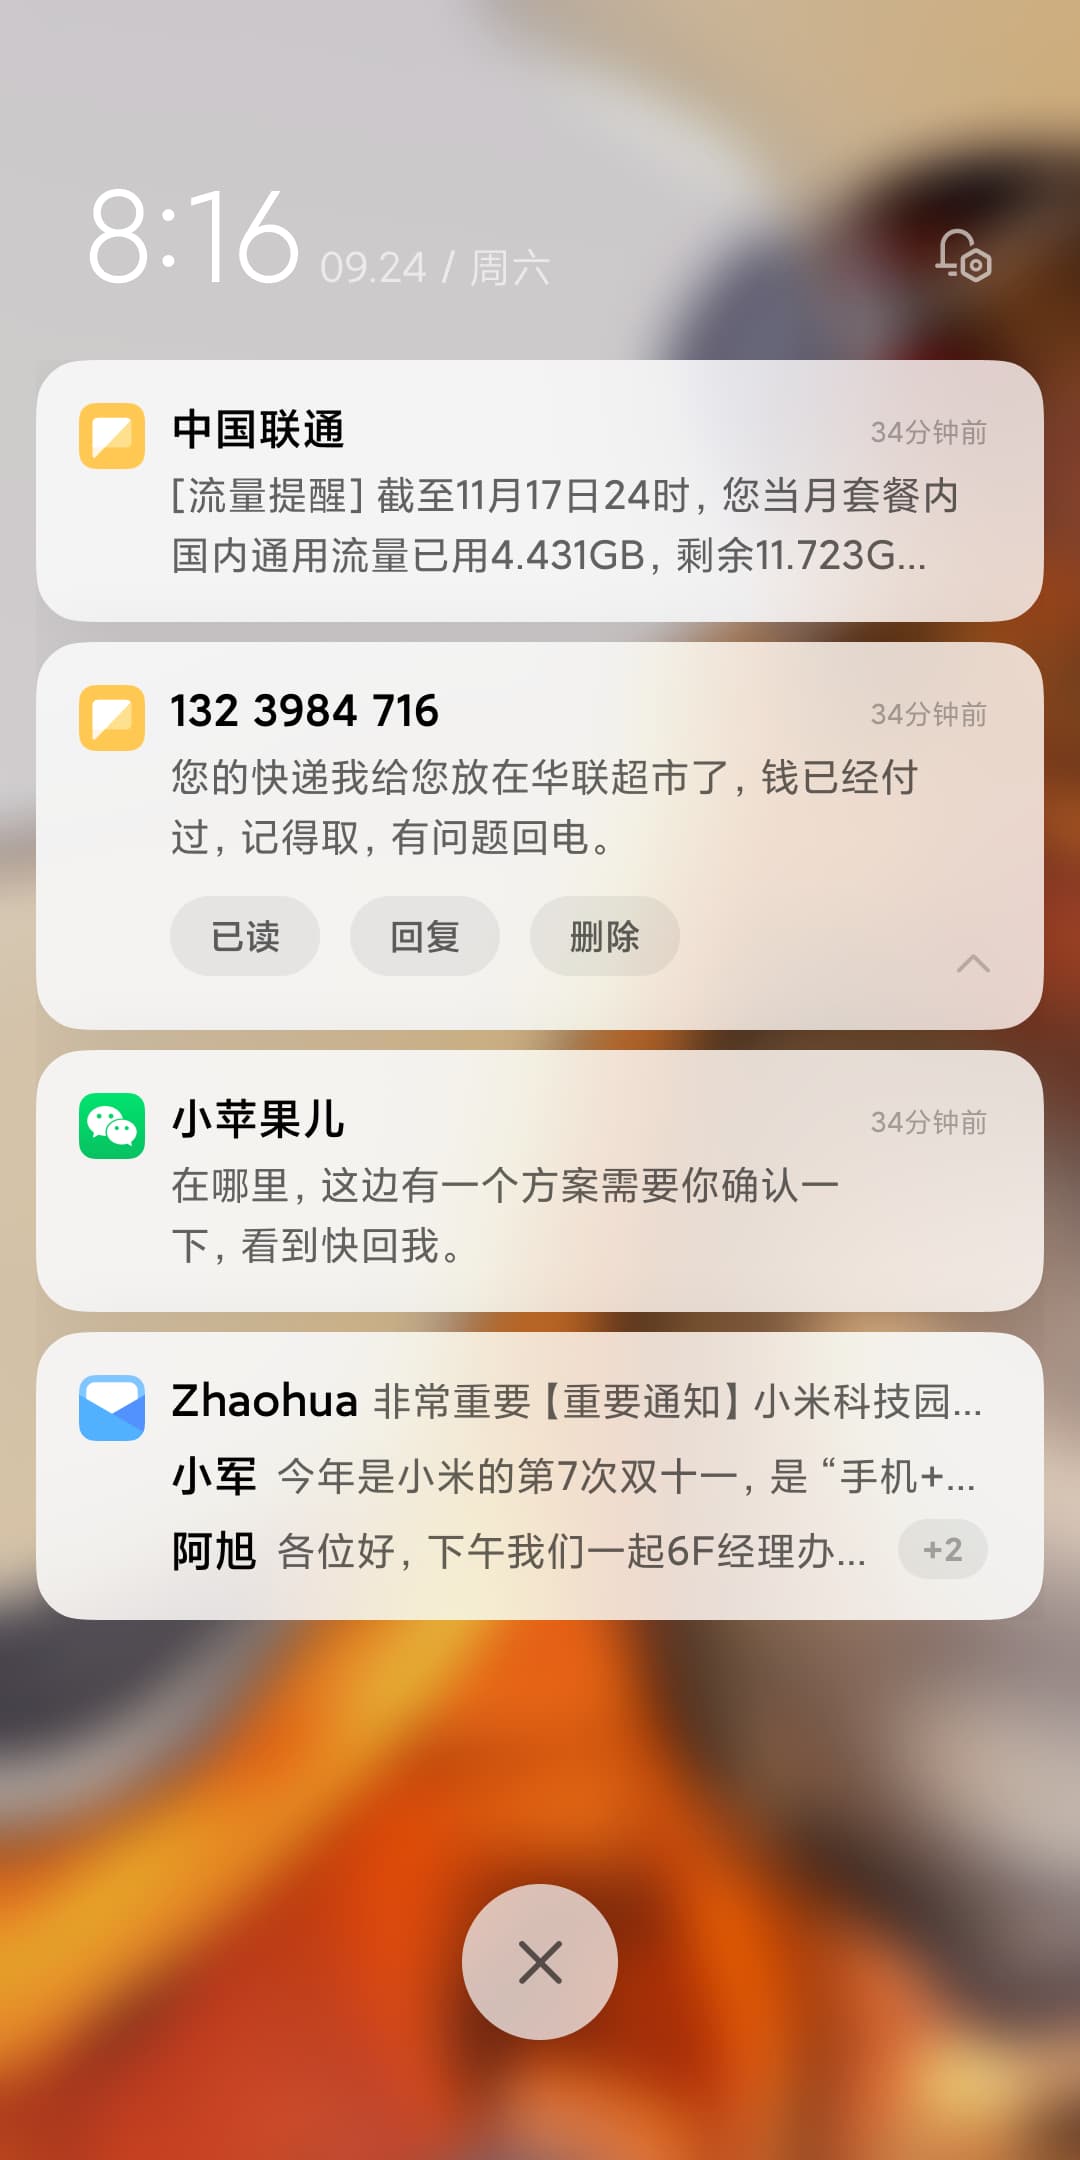 8:16 09.24 / 周六
中国联通 34分钟前
[流量提醒] 截至11月17日24时, 您当月套餐内
国内通用流量已用4.431GB, 剩余11.723G...
132 3984 716 34分钟前
您的快递我给您放在华联超市了, 钱已经付
过, 记得取, 有问题回电。
已读 回复 删除
小苹果儿 34分钟前
在哪里, 这边有一个方案需要你确认一
下, 看到快回我。
Zhaohua 非常重要【重要通知】小米科技园...
小军 今年是小米的第7次双十一, 是 “手机+...
阿旭 各位好, 下午我们一起6F经理办... +2